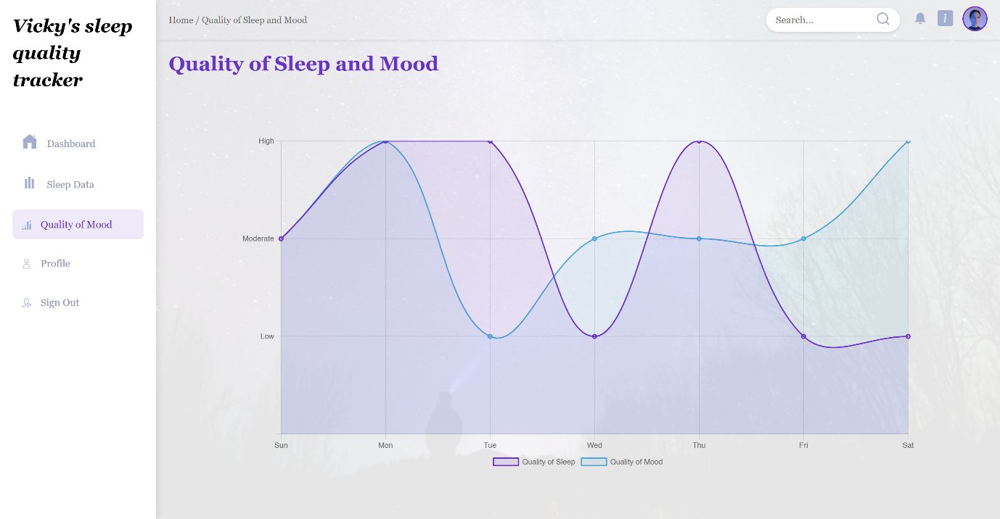 Vicky's sleep
quality
tracker
Dashboard
Sleep Data
Quality of Mood
Profile
Sign Out
Home / Quality of Sleep and Mood
Search...
i
Quality of Sleep and Mood
High
Moderate
Low
Sun Mon Tue Wed Thu Fri Sat
Quality of Sleep Quality of Mood